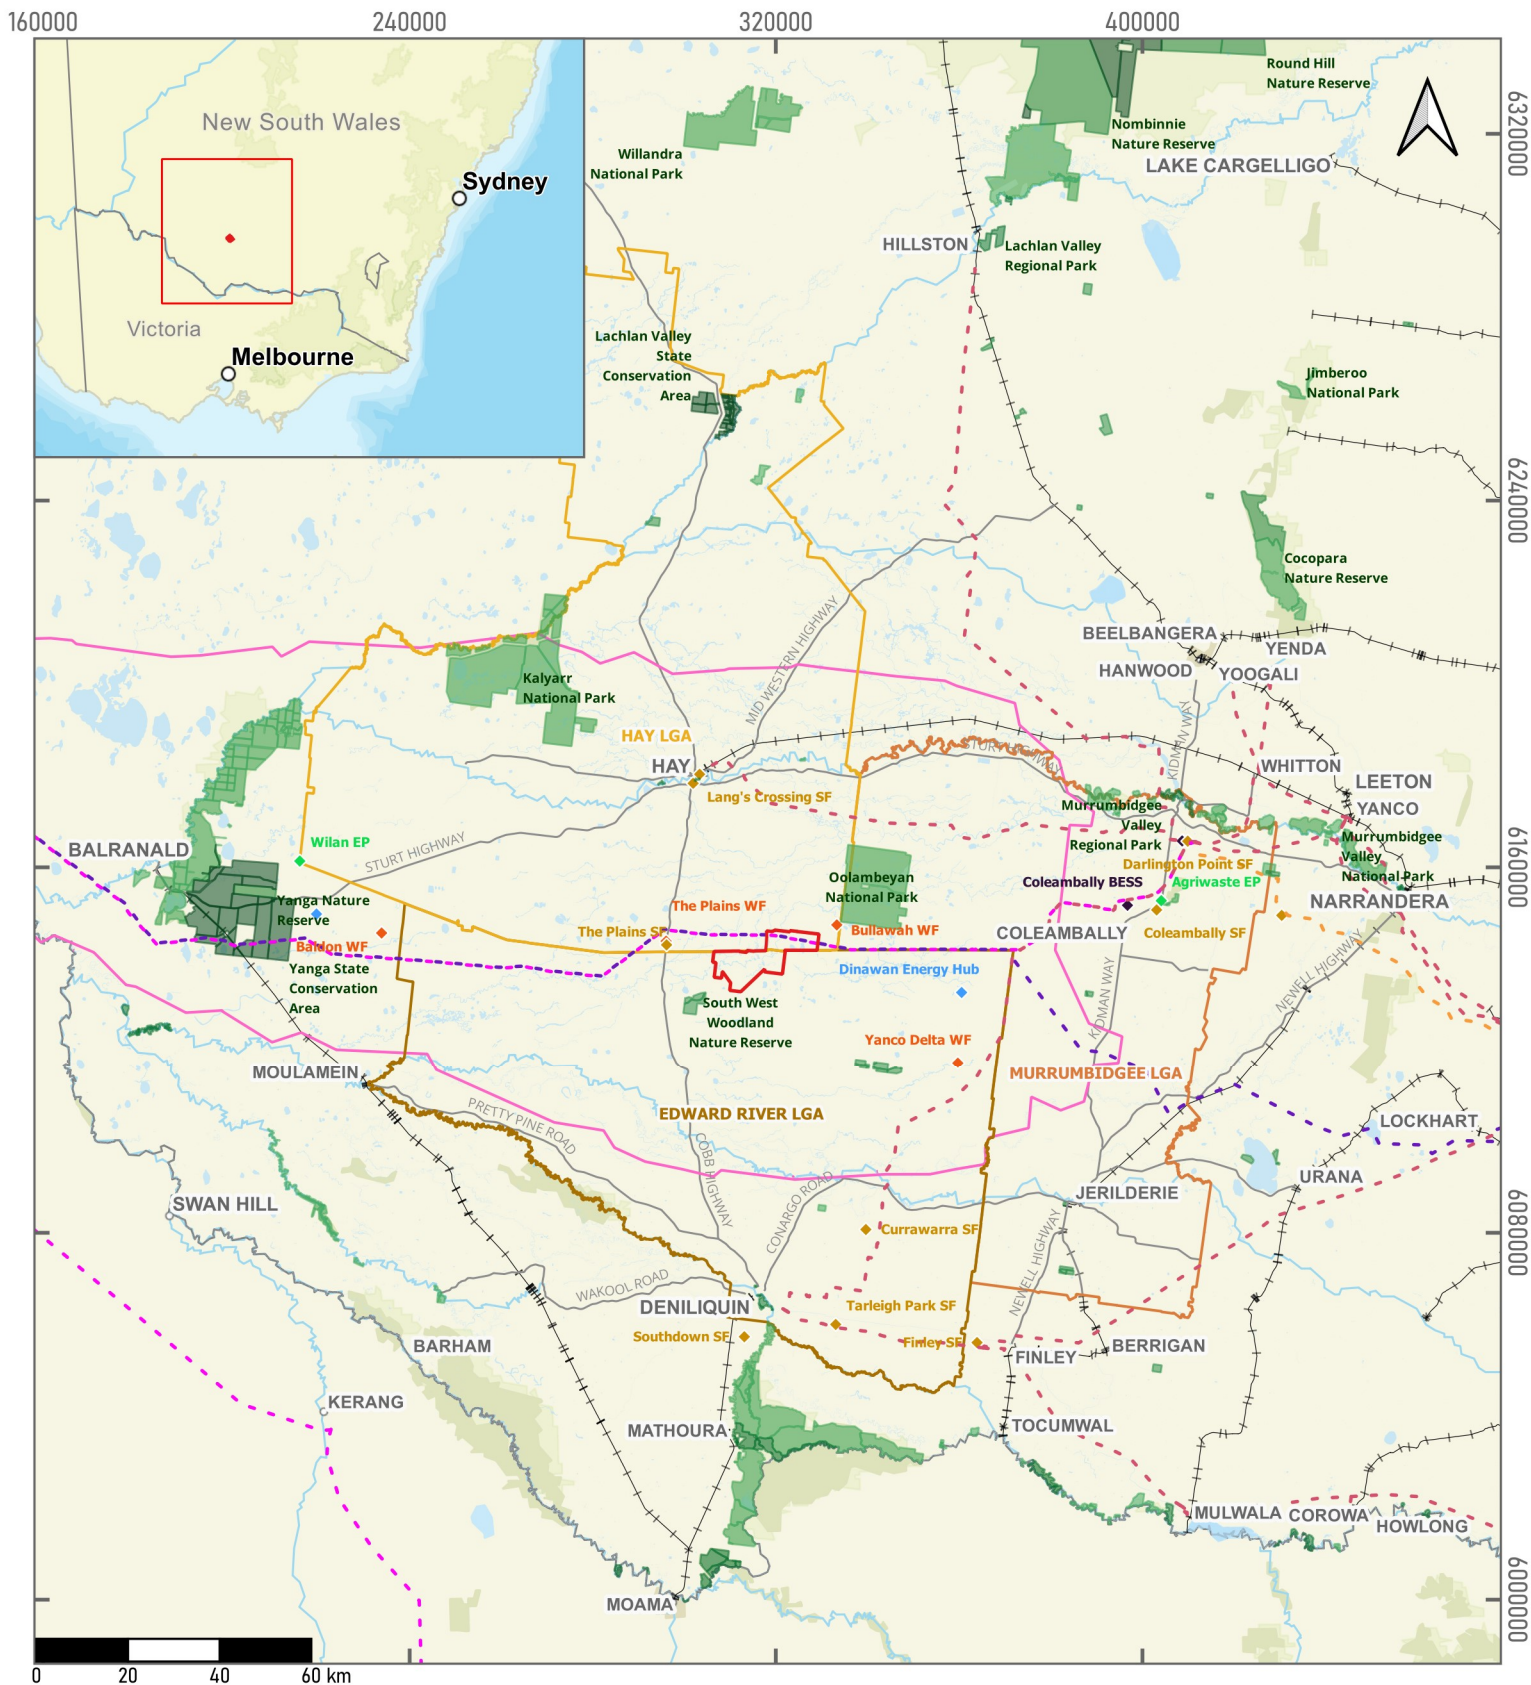 160000
240000
320000
400000
Round Hill
Nature Reserve
New South Wales
Nombinnie
Nature Reserve
6320000
Willandra
National Park
LAKE CARGELLIGO
Sydney
HILLSTON
Lachlan Valley
Regional Park
Victoria
Lachlan Valley
State
Conservation
Area
Melbourne
Jimberoo
National Park
6240000
Cocopara
Nature Reserve
MID WESTERN HIGHWAY
BEELBANGERA
YENDA
HANWOOD
YOOGALI
Kalyarr
National Park
HAY LGA
KIDMAN WAY
STURT HIGHWAY
HAY
WHITTON
LEETON
Lang's Crossing SF
YANCO
Murrumbidgee
Valley
Regional Park
Murrumbidgee
Valley
National Park
Wilan EP
STURT HIGHWAY
BALRANALD
Darlington Point SF
6160000
Oolambeyan
National Park
Coleambally BESS
Agriwaste EP
Yanga Nature
Reserve
The Plains WF
NARRANDERA
The Plains SF
Bullawah WF
COLEAMBALLY
Coleambally SF
Baldon WF
Dinawan Energy Hub
Yanga State
Conservation
Area
NEWELL HIGHWAY
KIDMAN WAY
South West
Woodland
Nature Reserve
Yanco Delta WF
MOULAMEIN
MURRUMBIDGEE LGA
PRETTY PINE ROAD
EDWARD RIVER LGA
LOCKHART
COBB HIGHWAY
URANA
SWAN HILL
CONARGO ROAD
JERILDERIE
Currawarra SF
6080000
NEWELL HIGHWAY
WAKOOL ROAD
DENILIQUIN
Tarleigh Park SF
Southdown SF
Finley SF
BARHAM
FINLEY
BERRIGAN
KERANG
MATHOURA
TOCUMWAL
MULWALA
COROWA
HOWLONG
MOAMA
6000000
0
20
40
60 km